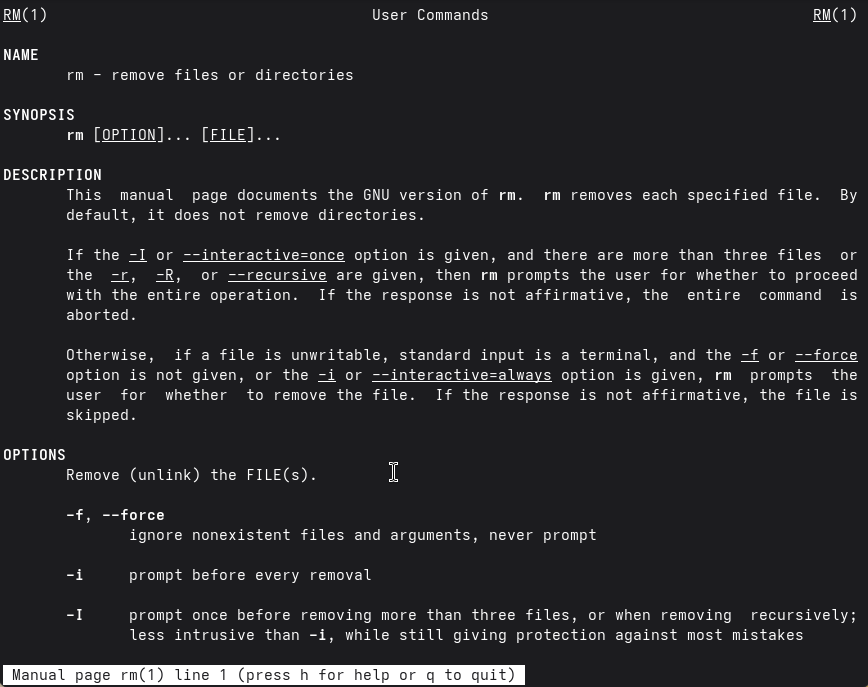 RM(1) User Commands RM(1)
NAME
rm - remove files or directories
SYNOPSIS
rm [OPTION]... [FILE]...
DESCRIPTION
This manual page documents the GNU version of rm. rm removes each specified file. By
default, it does not remove directories.
If the -I or --interactive=once option is given, and there are more than three files or
the -r, -R, or --recursive are given, then rm prompts the user for whether to proceed
with the entire operation. If the response is not affirmative, the entire command is
aborted.
Otherwise, if a file is unwritable, standard input is a terminal, and the -f or --force
option is not given, or the -i or --interactive=always option is given, rm prompts the
user for whether to remove the file. If the response is not affirmative, the file is
skipped.
OPTIONS
Remove (unlink) the FILE(s).
-f, --force
ignore nonexistent files and arguments, never prompt
-i prompt before every removal
-I prompt once before removing more than three files, or when removing recursively;
less intrusive than -i, while still giving protection against most mistakes
Manual page rm(1) line 1 (press h for help or q to quit)